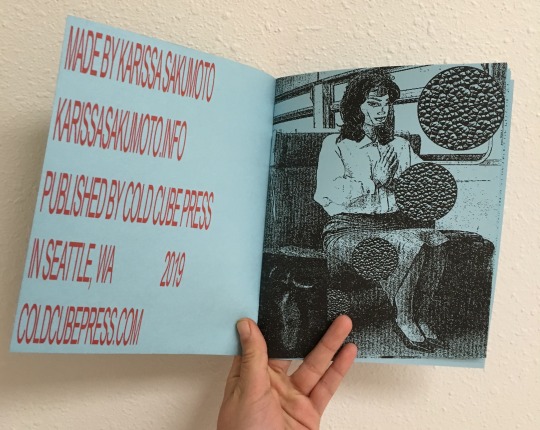 MADE BY KARISSA SAKUMOTO
KARISSASAKUMOTO.INFO
PUBLISHED BY COLD CUBE PRESS
IN SEATTLE, WA 2019
COLDCUBEPRESS.COM